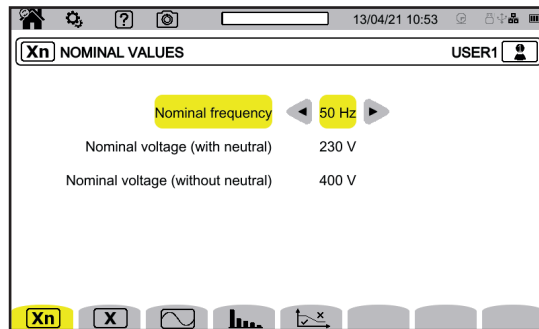 ? 13/04/21 10:53
Xn NOMINAL VALUES USER1
Nominal frequency ◄ 50 Hz ►
Nominal voltage (with neutral) 230 V
Nominal voltage (without neutral) 400 V
Xn X